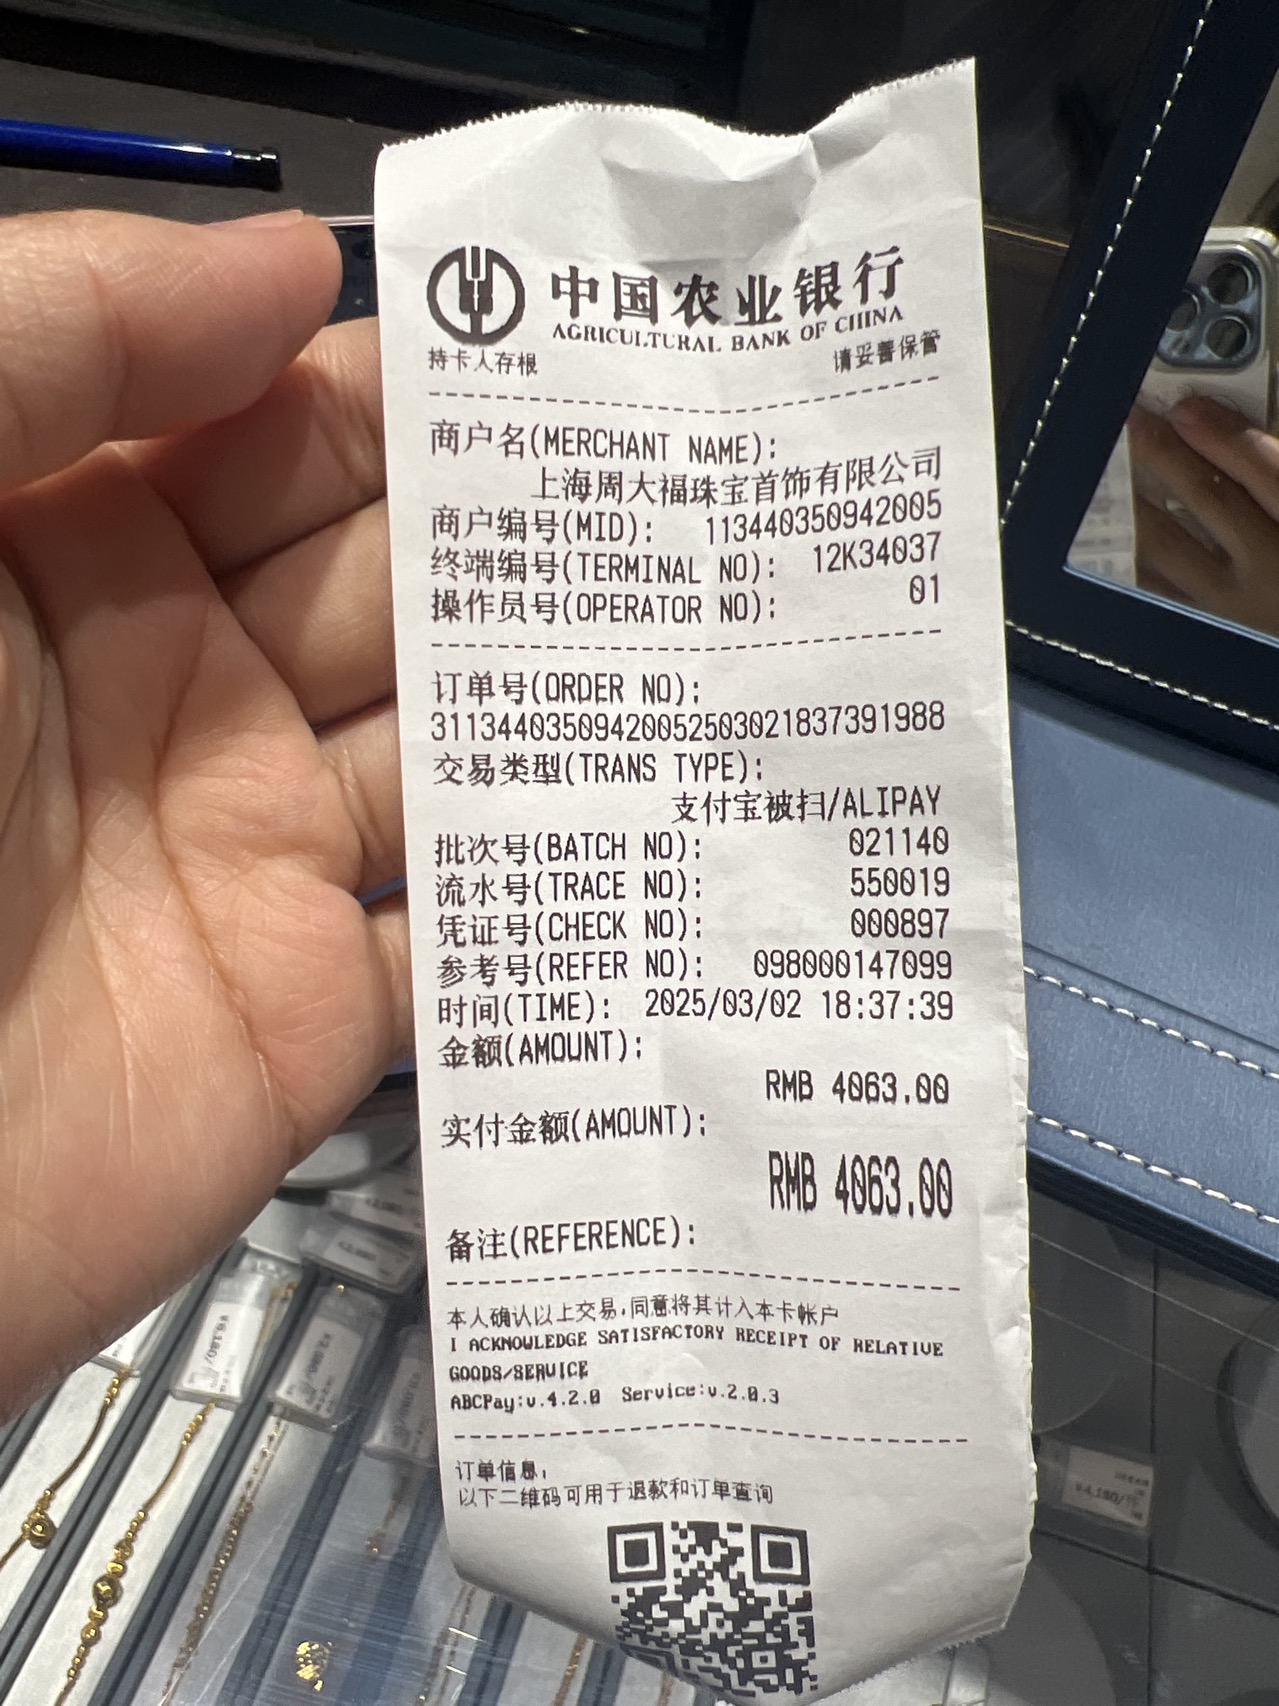 中国农业银行
AGRICULTURAL BANK OF CHINA
持卡人存根 请妥善保管
商户名(MERCHANT NAME):
上海周大福珠宝首饰有限公司
商户编号(MID): 113440350942005
终端编号(TERMINAL NO): 12K34037
操作员号(OPERATOR NO): 01
订单号(ORDER NO):
31134403509420052503021837391988
交易类型(TRANS TYPE):
支付宝被扫/ALIPAY
批次号(BATCH NO): 021140
流水号(TRACE NO): 550019
凭证号(CHECK NO): 000897
参考号(REFER NO): 098000147099
时间(TIME): 2025/03/02 18:37:39
金额(AMOUNT):
RMB 4063.00
实付金额(AMOUNT):
RMB 4063.00
备注(REFERENCE):
本人确认以上交易,同意将其计入本卡帐户
I ACKNOWLEDGE SATISFACTORY RECEIPT OF RELATIVE
GOODS/SERVICE
ABCPay:v.4.2.0 Service:v.2.0.3
订单信息:
以下二维码可用于退款和订单查询